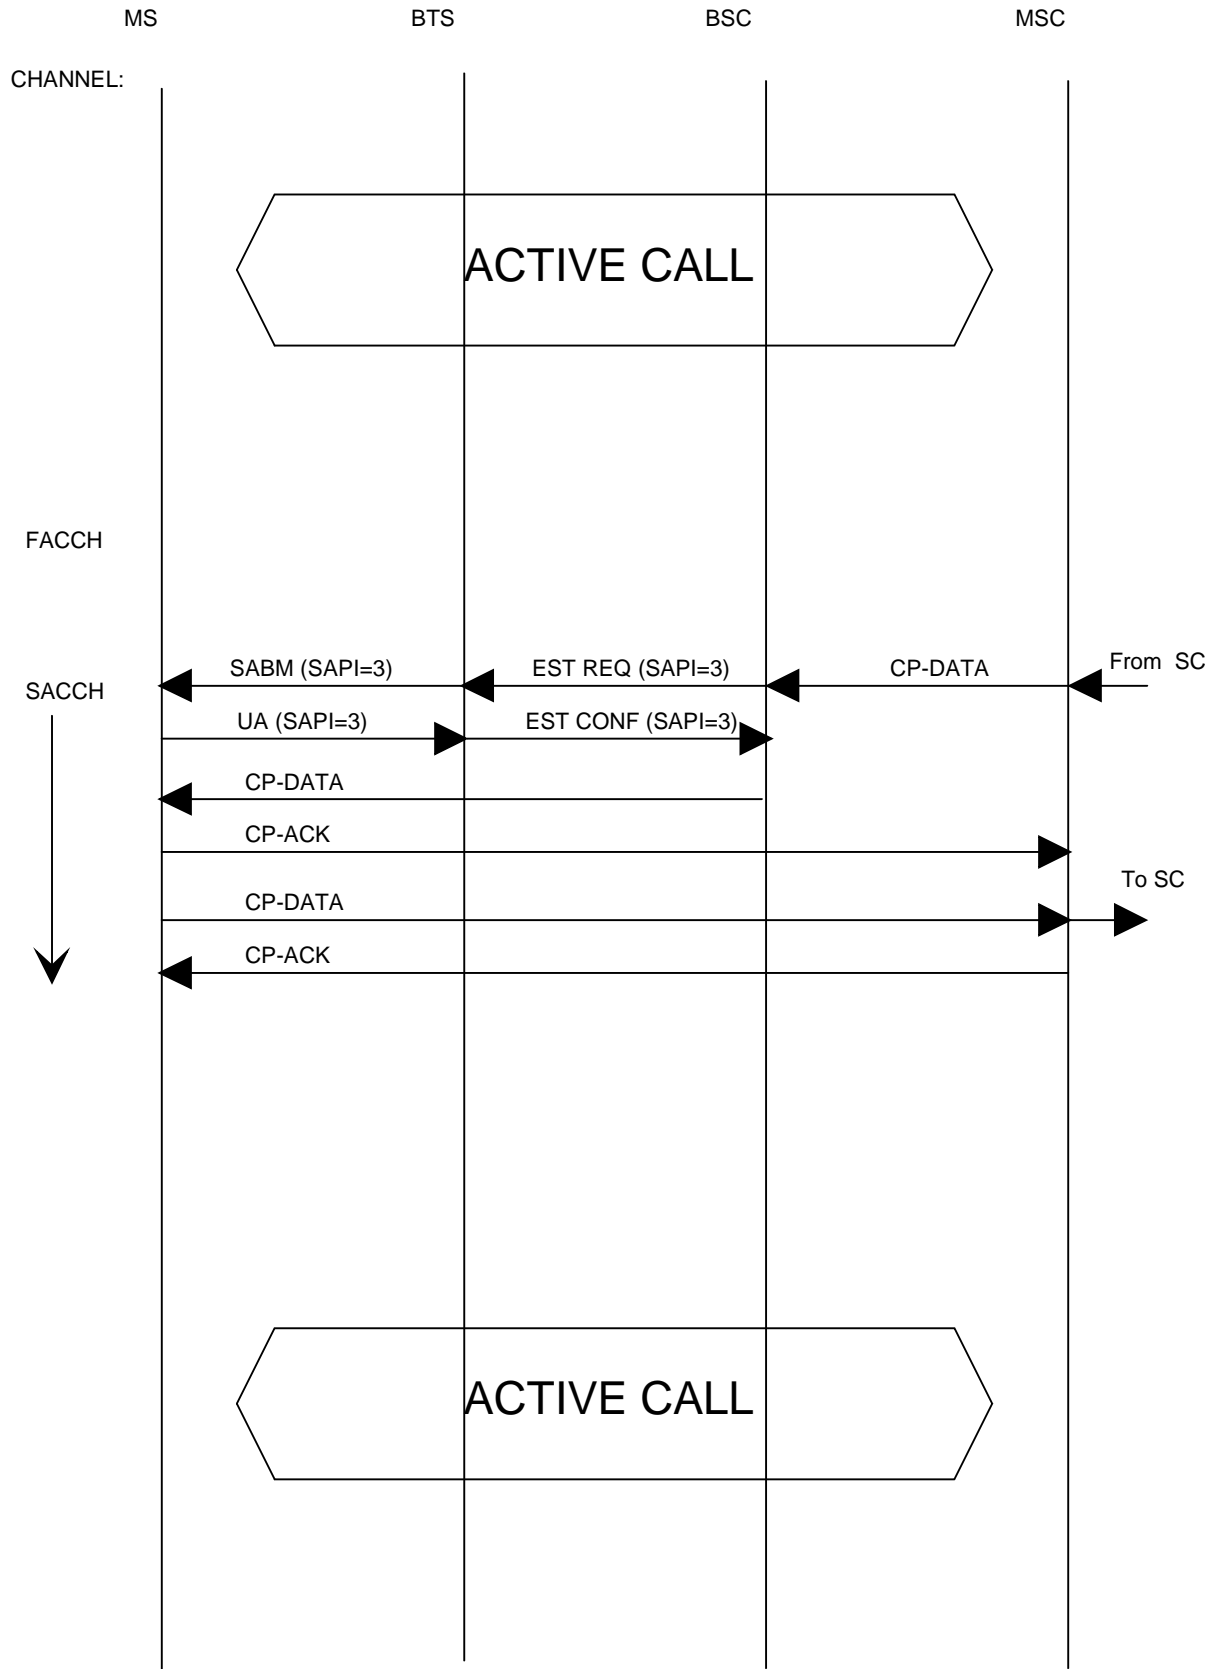 MS BTS BSC MSC
CHANNEL:
ACTIVE CALL
FACCH
SABM (SAPI=3) EST REQ (SAPI=3) CP-DATA From SC
SACCH
UA (SAPI=3) EST CONF (SAPI=3)
CP-DATA
CP-ACK
To SC
CP-DATA
CP-ACK
ACTIVE CALL